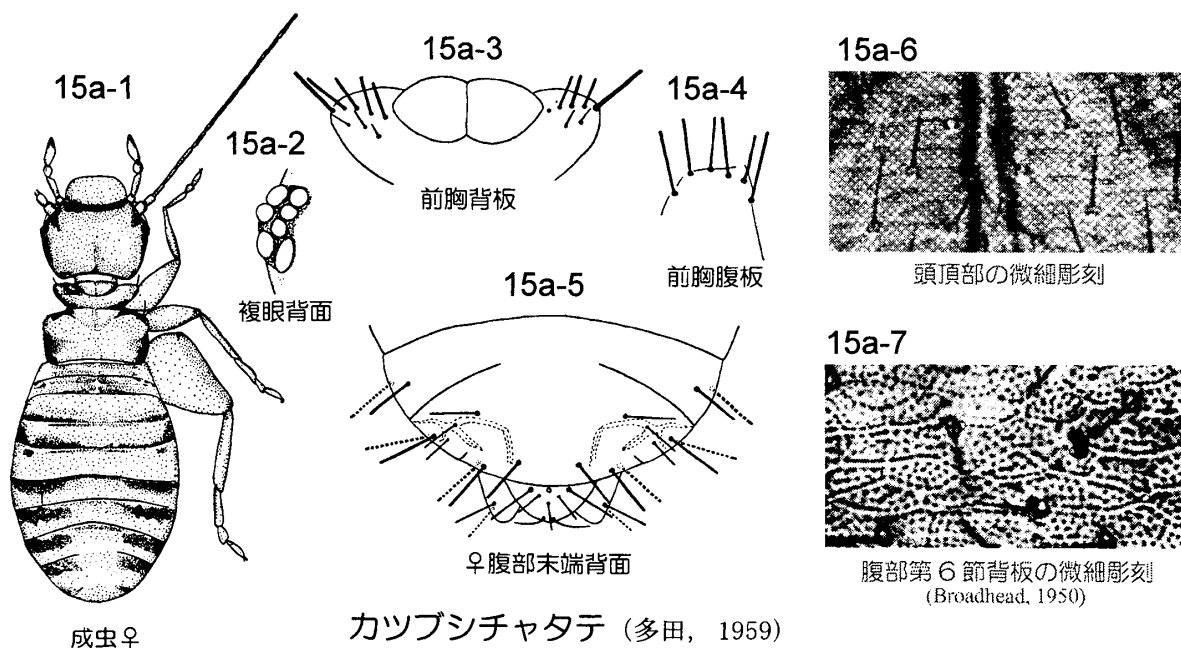 15a-1
成虫♀
15a-2
複眼背面
15a-3
前胸背板
15a-4
前胸腹板
15a-5
♀腹部末端背面
15a-6
頭頂部の微細彫刻
15a-7
腹部第6節背板の微細彫刻
(Broadhead, 1950)
カツブシチャタテ (多田, 1959)